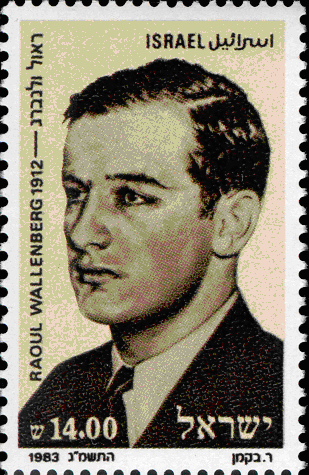 ISRAEL اسرائيل
ראול ולנברג
RAOUL WALLENBERG 1912 —
ש 14.00 ישראל
1983 התשמ"ג ר. בקמן